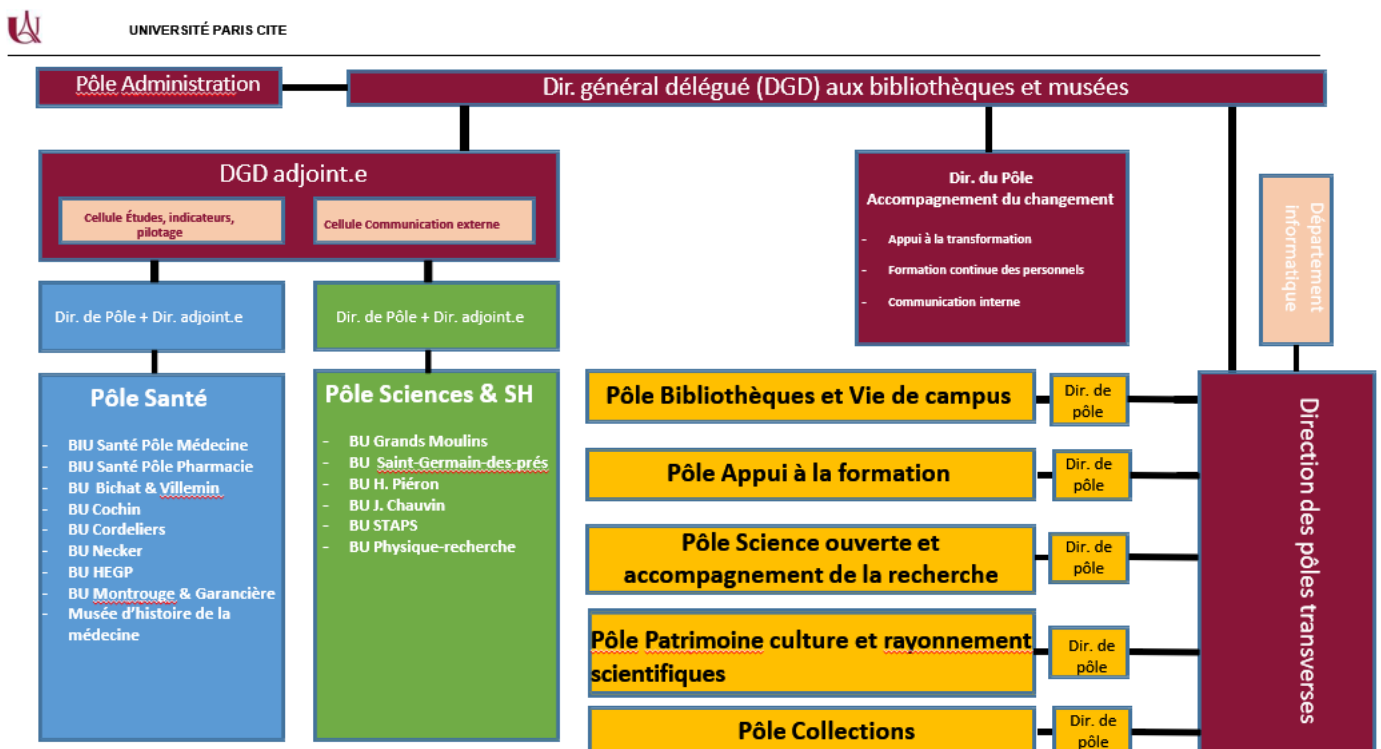 UNIVERSITÉ PARIS CITE
Pôle Administration
Dir. général délégué (DGD) aux bibliothèques et musées
DGD adjoint.e
Cellule Études, indicateurs,
pilotage
Cellule Communication externe
Dir. du Pôle
Accompagnement du changement
- Appui à la transformation
- Formation continue des personnels
- Communication interne
Département
informatique
Dir. de Pôle + Dir. adjoint.e
Dir. de Pôle + Dir. adjoint.e
Pôle Santé
- BIU Santé Pôle Médecine
- BIU Santé Pôle Pharmacie
- BU Bichat & Villemin
- BU Cochin
- BU Cordeliers
- BU Necker
- BU HEGP
- BU Montrouge & Garancière
- Musée d'histoire de la
médecine
Pôle Sciences & SH
- BU Grands Moulins
- BU Saint-Germain-des-prés
- BU H. Piéron
- BU J. Chauvin
- BU STAPS
- BU Physique-recherche
Pôle Bibliothèques et Vie de campus
Dir. de
pôle
Pôle Appui à la formation
Dir. de
pôle
Pôle Science ouverte et
accompagnement de la recherche
Dir. de
pôle
Pôle Patrimoine culture et rayonnement
scientifiques
Dir. de
pôle
Pôle Collections
Dir. de
pôle
Direction des pôles transverses